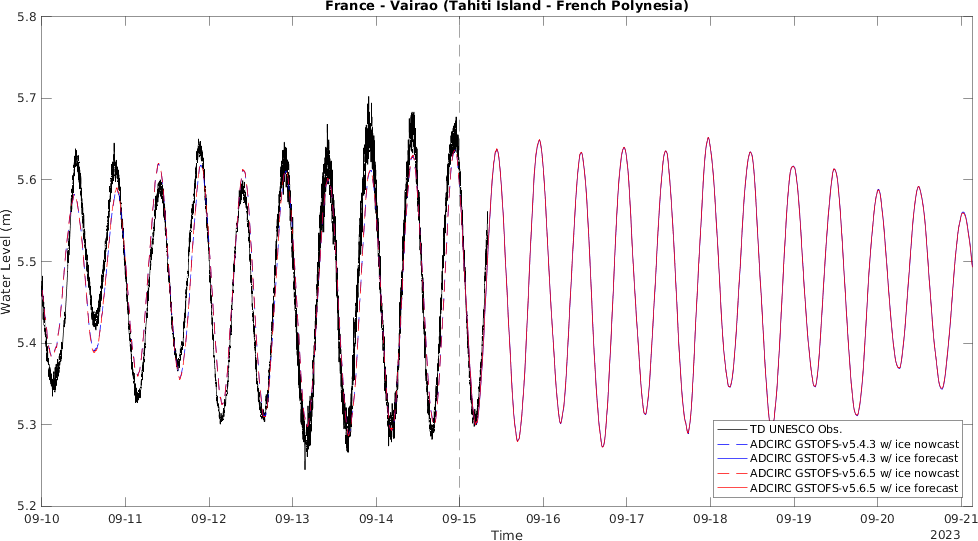 France - Vairao (Tahiti Island - French Polynesia)
5.8
5.7
5.6
5.5
5.4
5.3
5.2
Water Level (m)
TD UNESCO Obs.
ADCIRC GSTOFS-v5.4.3 w/ ice nowcast
ADCIRC GSTOFS-v5.4.3 w/ ice forecast
ADCIRC GSTOFS-v5.6.5 w/ ice nowcast
ADCIRC GSTOFS-v5.6.5 w/ ice forecast
09-10 09-11 09-12 09-13 09-14 09-15 09-16 09-17 09-18 09-19 09-20 09-21
Time
2023